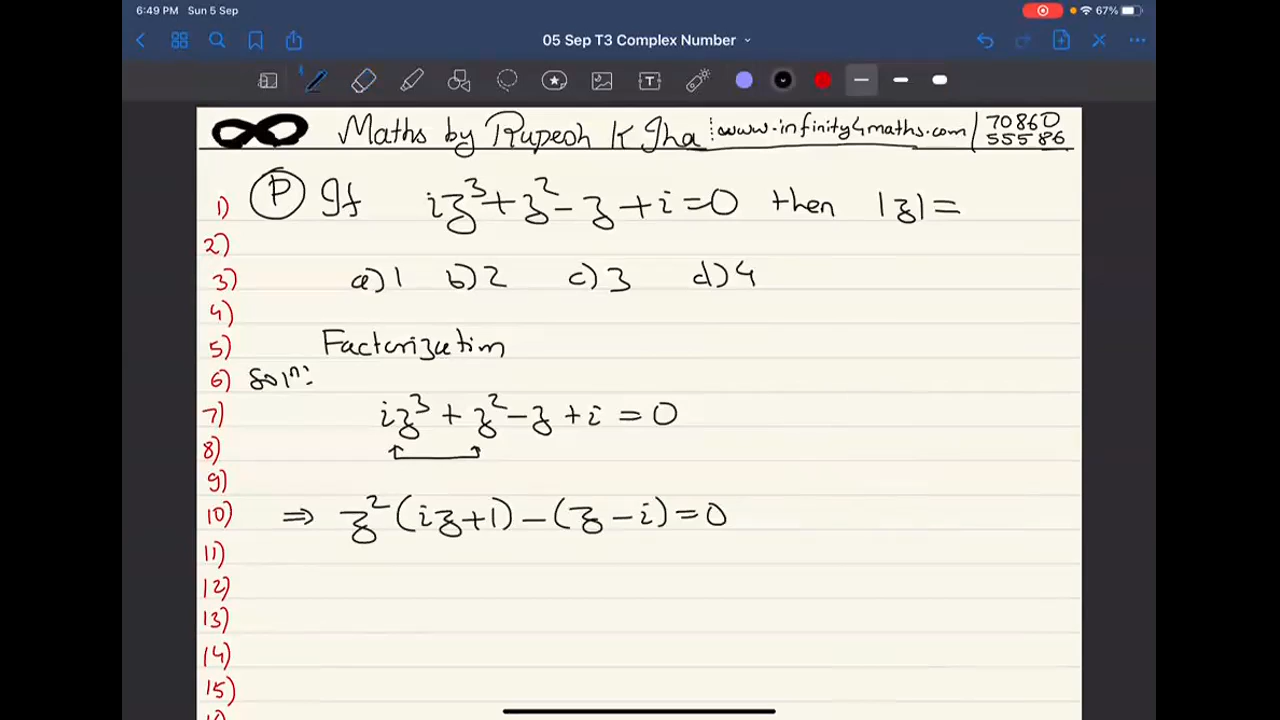 6:49 PM Sun 5 Sep 67%
05 Sep T3 Complex Number
T
Maths by Rupesh K Jha www.infinity4maths.com 70860
55586
1) P If iz³+z²-z+i=0 then |z|=
2)
3) a)1 b)2 c)3 d)4
4)
5) Factorization
6) Solⁿ:
7) iz³+z²-z+i=0
8)
9)
10) ⇒ z²(iz+1)-(z-i)=0
11)
12)
13)
14)
15)